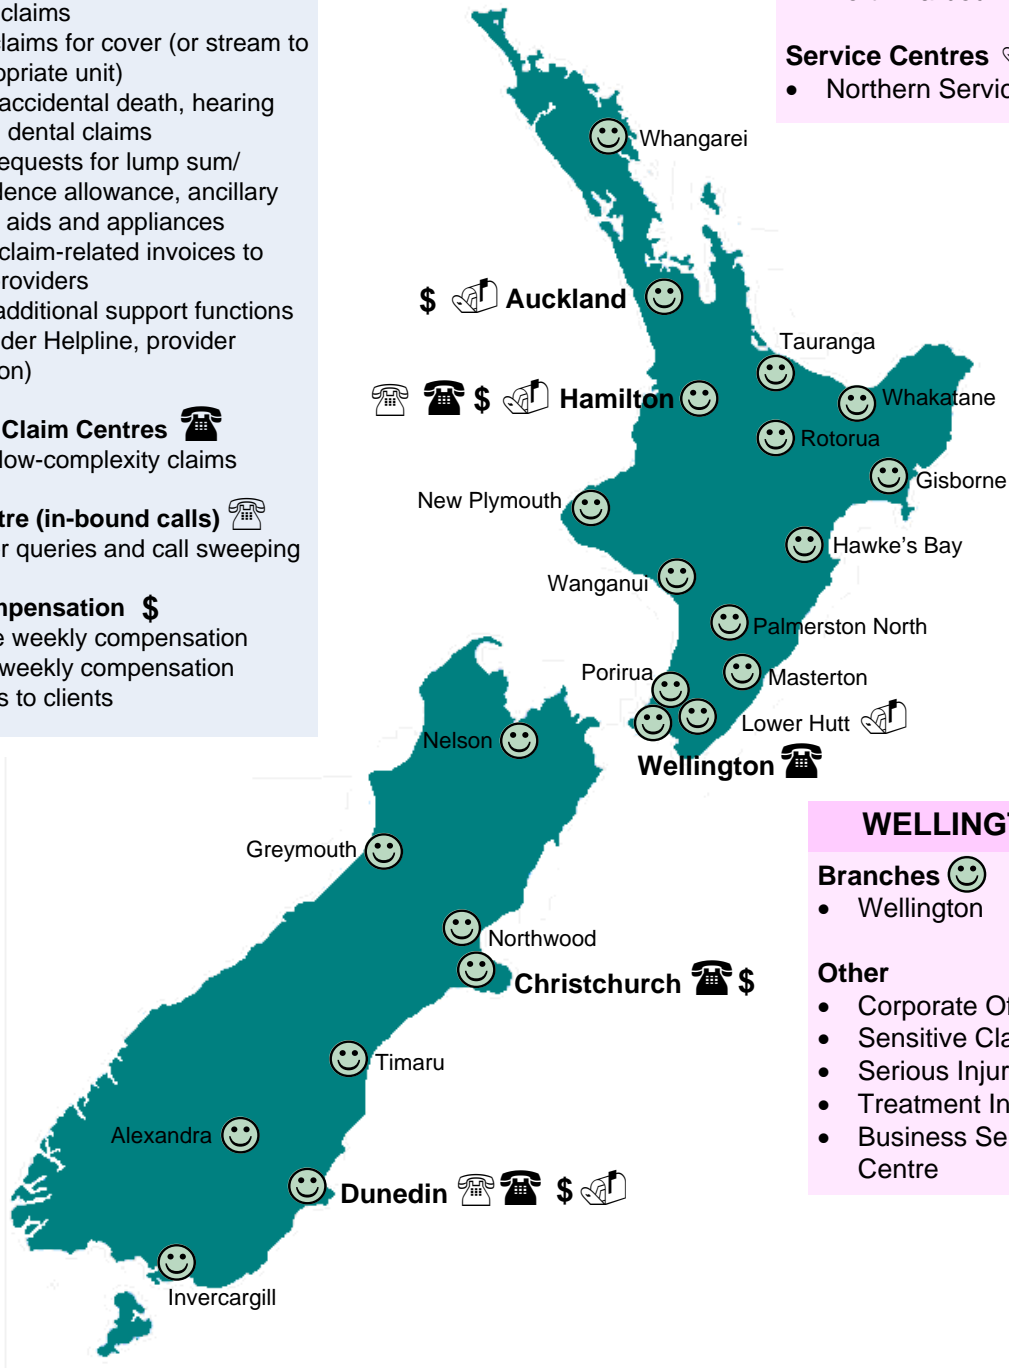 claims
claims for cover (or stream to
opriate unit)
accidental death, hearing
dental claims
equests for lump sum/
dence allowance, ancillary
aids and appliances
claim-related invoices to
roviders
additional support functions
der Helpline, provider
on)
Claim Centres
low-complexity claims
tre (in-bound calls)
r queries and call sweeping
mpensation $
e weekly compensation
weekly compensation
s to clients
Service Centres
• Northern Servic
Whangarei
$ Auckland
Tauranga
$ Hamilton
Whakatane
Rotorua
Gisborne
New Plymouth
Hawke's Bay
Wanganui
Palmerston North
Porirua
Masterton
Lower Hutt
Wellington
Nelson
Greymouth
Northwood
Christchurch $
Timaru
Alexandra
Dunedin $
Invercargill
WELLINGT
Branches
• Wellington
Other
• Corporate Of
• Sensitive Cla
• Serious Injur
• Treatment In
• Business Se
Centre